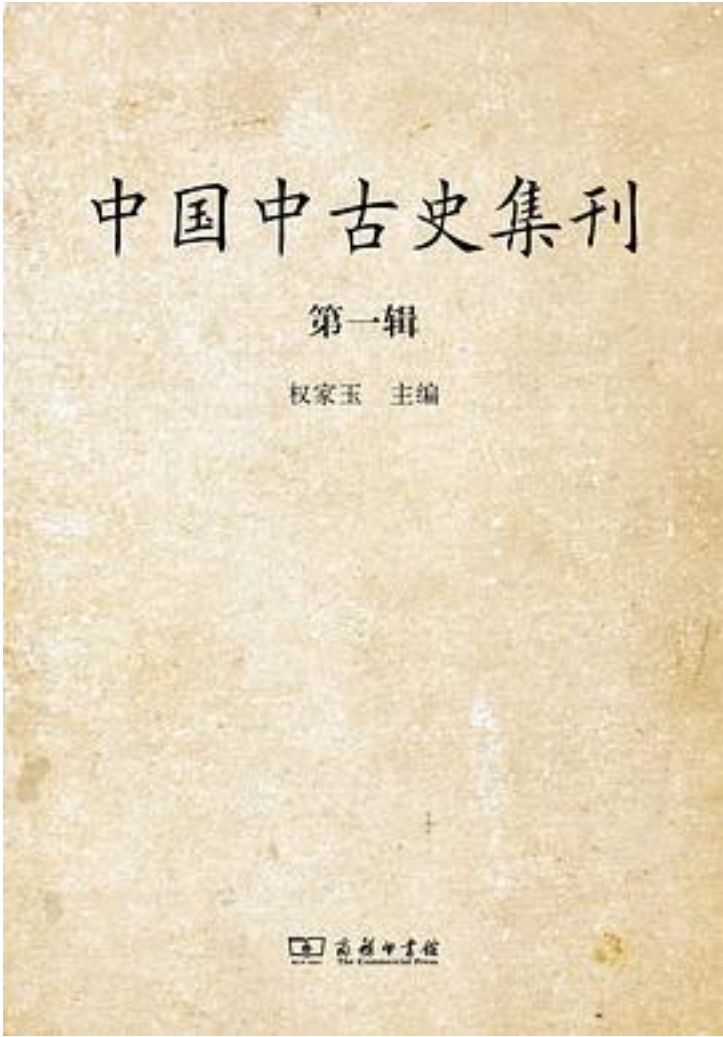 中国中古史集刊
第一辑
权家玉 主编
商务印书馆
The Commercial Press